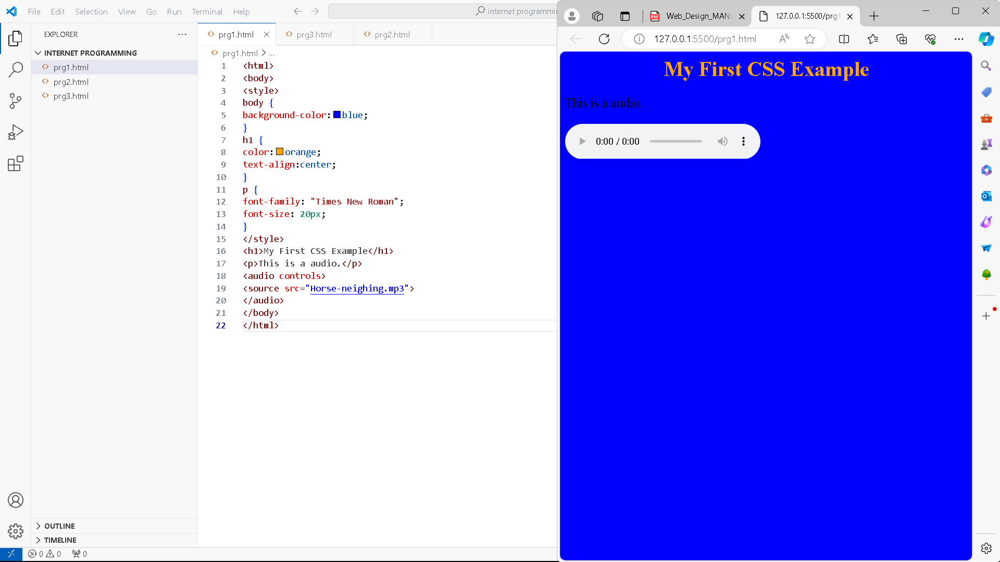 File Edit Selection View Go Run Terminal Help
internet programmi
EXPLORER
INTERNET PROGRAMMING
prg1.html
prg2.html
prg3.html
OUTLINE
TIMELINE
0 0 0
prg1.html prg3.html prg2.html
prg1.html > ...
1 <html>
2 <body>
3 <style>
4 body {
5 background-color: blue;
6 }
7 h1 {
8 color: orange;
9 text-align:center;
10 }
11 p {
12 font-family: "Times New Roman";
13 font-size: 20px;
14 }
15 </style>
16 <h1>My First CSS Example</h1>
17 <p>This is a audio.</p>
18 <audio controls>
19 <source src="Horse-neighing.mp3">
20 </audio>
21 </body>
22 </html>
PDF Web_Design_MAN 127.0.0.1:5500/prg1
127.0.0.1:5500/prg1.html
My First CSS Example
This is a audio.
0:00 / 0:00